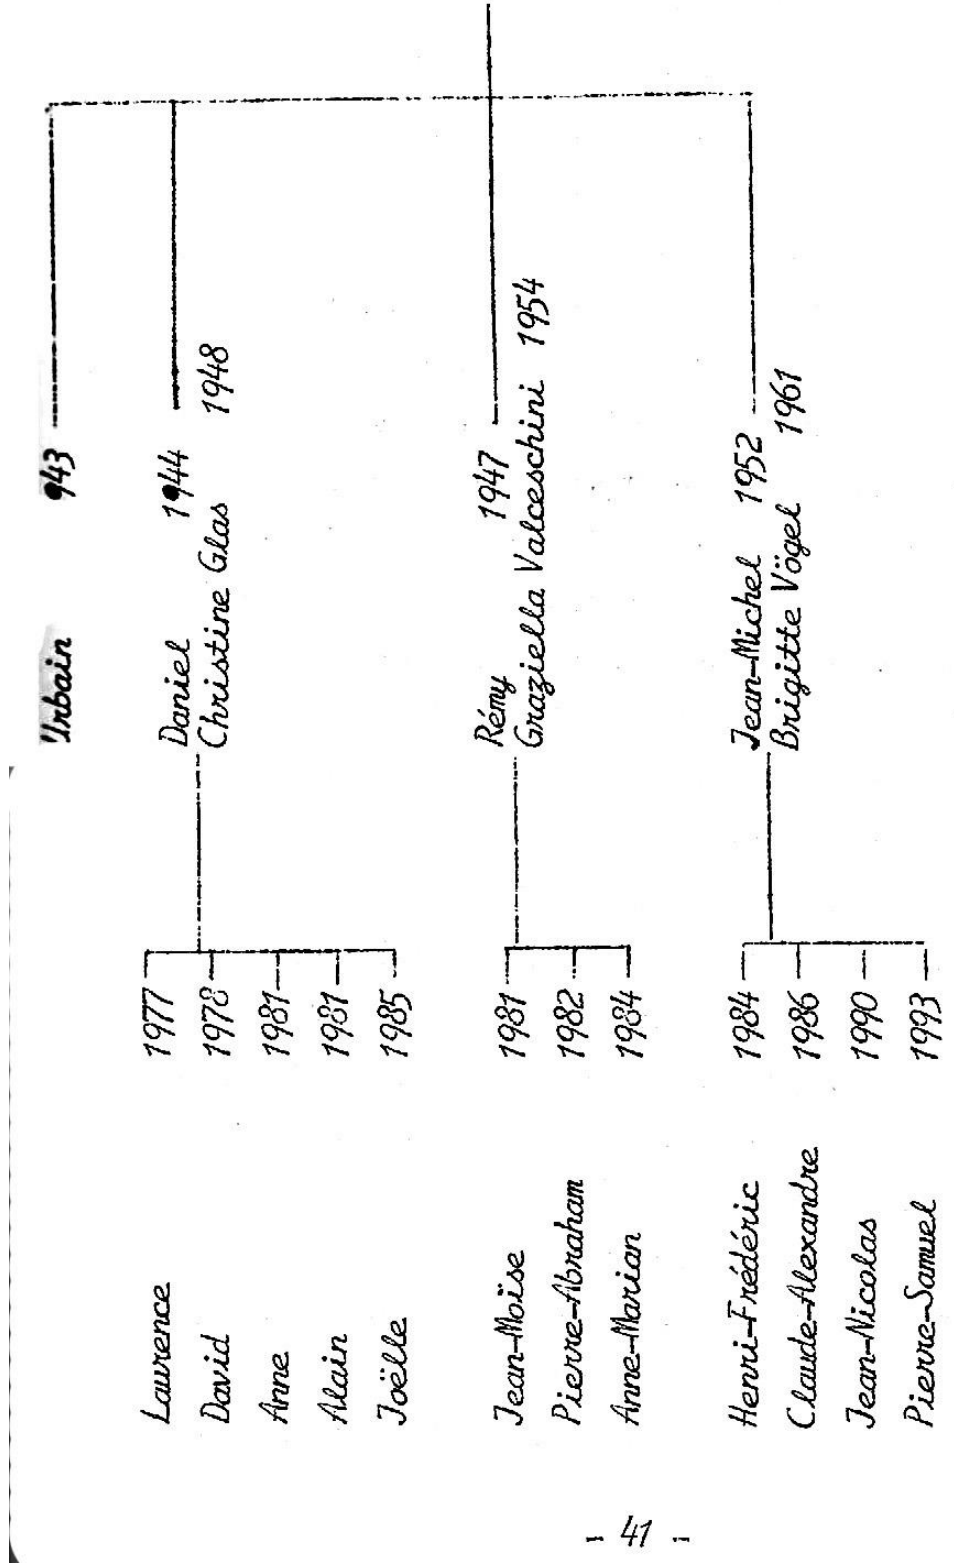 Laurence 1977
David 1978
Anne 1981
Alain 1981
Joëlle 1985
Jean-Moïse 1981
Pierre-Abraham 1982
Anne-Marian 1984
Henri-Frédéric 1984
Claude-Alexandre 1986
Jean-Nicolas 1990
Pierre-Samuel 1993
Urbain 943
Daniel 1944
Christine Glas 1948
Rémy 1947
Graziella Valceschini 1954
Jean-Michel 1952
Brigitte Vögel 1961
- 41 -